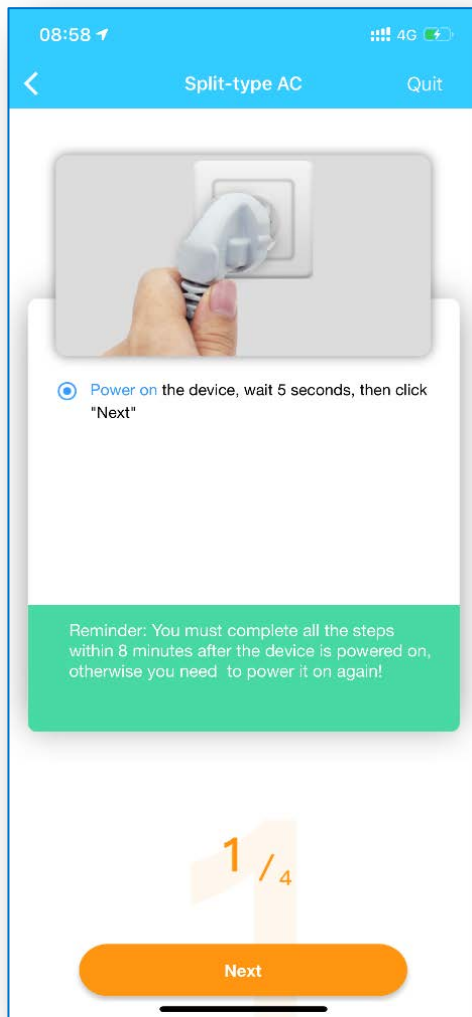 08:58 4G
Split-type AC Quit
Power on the device, wait 5 seconds, then click
"Next"
Reminder: You must complete all the steps
within 8 minutes after the device is powered on,
otherwise you need  to power it on again!
1 / 4
Next